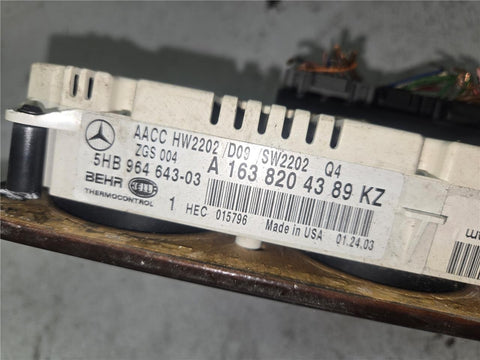 AACC HW2202 /D09 /SW2202 Q4
ZGS 004
5HB 964 643-03 A 163 820 43 89 KZ
BEHR HELLA
THERMOCONTROL 1 HEC 015796 Made in USA 01.24.03